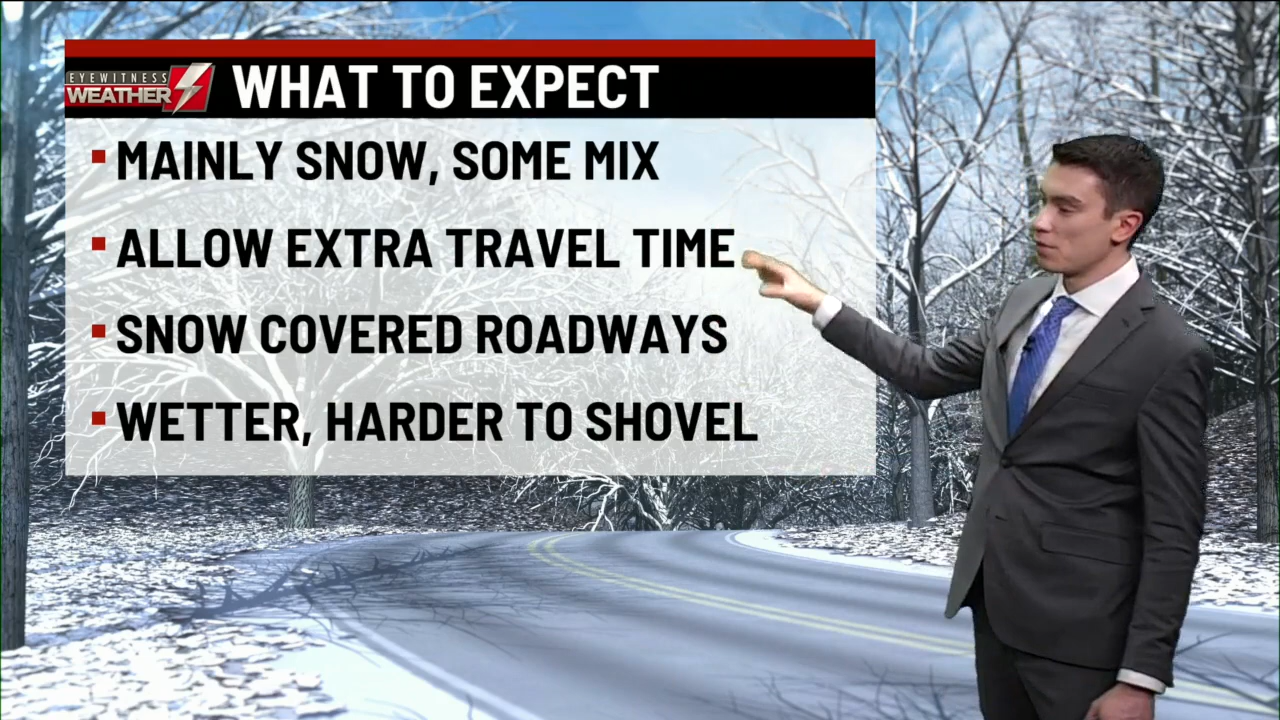 EYEWITNESS
WEATHER
WHAT TO EXPECT
MAINLY SNOW, SOME MIX
ALLOW EXTRA TRAVEL TIME
SNOW COVERED ROADWAYS
WETTER, HARDER TO SHOVEL